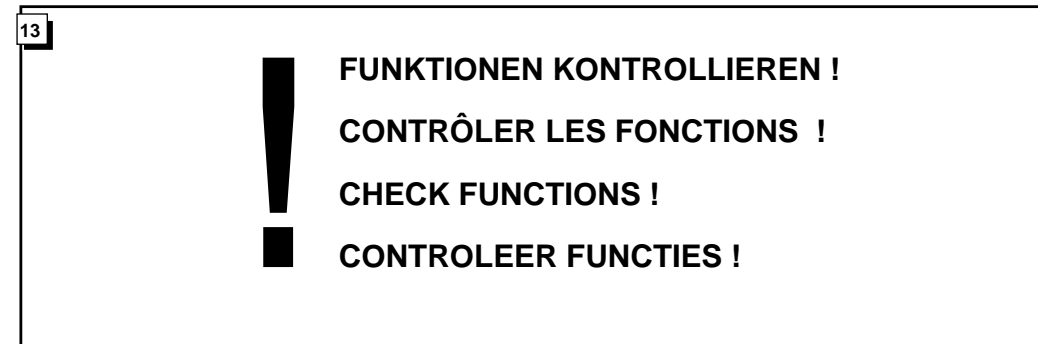 13
!
FUNKTIONEN KONTROLLIEREN !
CONTRÔLER LES FONCTIONS !
CHECK FUNCTIONS !
CONTROLEER FUNCTIES !